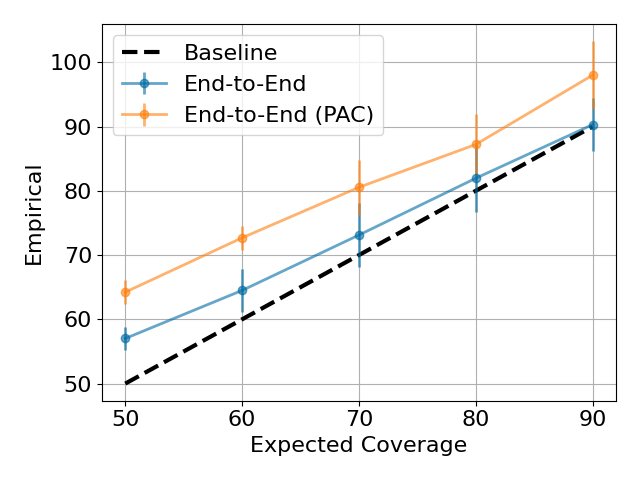 Baseline
End-to-End
End-to-End (PAC)
100
90
80
70
60
50
Empirical
50 60 70 80 90
Expected Coverage